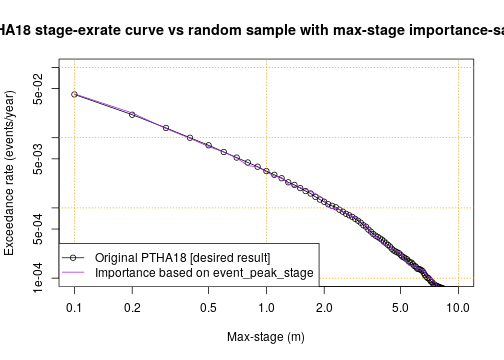 HA18 stage-exrate curve vs random sample with max-stage importance-sa
Exceedance rate (events/year)
5e-02
5e-03
5e-04
1e-04
Original PTHA18 [desired result]
Importance based on event_peak_stage
0.1 0.2 0.5 1.0 2.0 5.0 10.0
Max-stage (m)